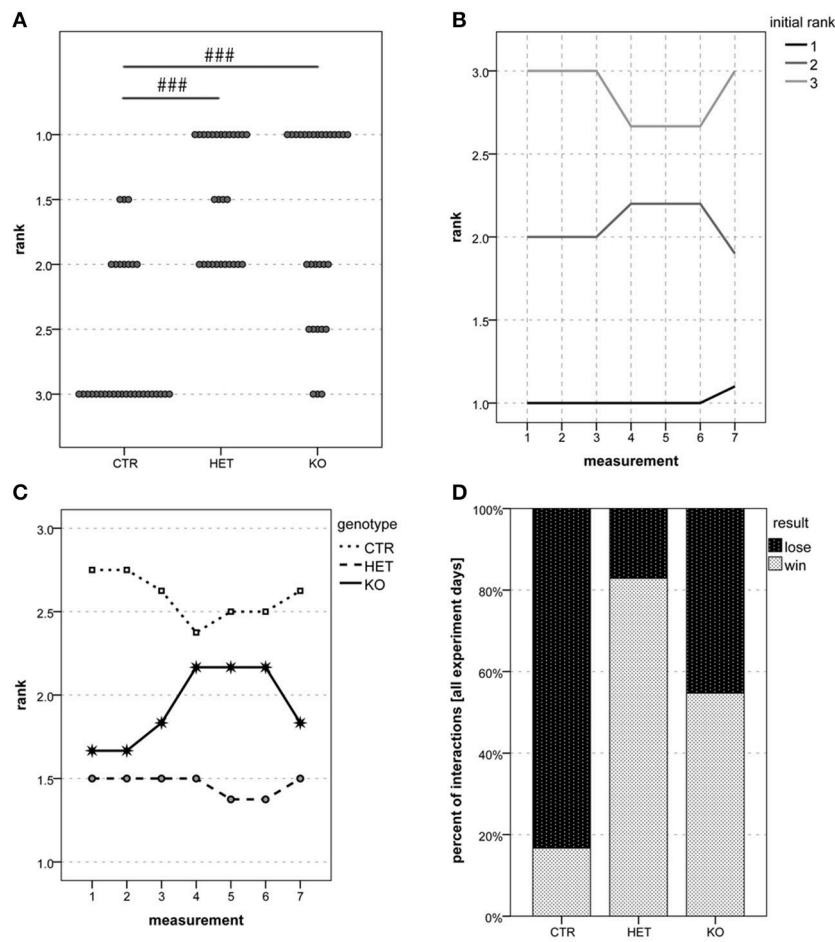 A
###
###
1.0
1.5
2.0
2.5
3.0
rank
CTR HET KO
B
initial rank
1
2
3
3.0
2.5
2.0
1.5
1.0
rank
1 2 3 4 5 6 7
measurement
C
genotype
CTR
HET
KO
3.0
2.5
2.0
1.5
1.0
rank
1 2 3 4 5 6 7
measurement
D
result
lose
win
100%
80%
60%
40%
20%
0%
percent of interactions [all experiment days]
CTR HET KO